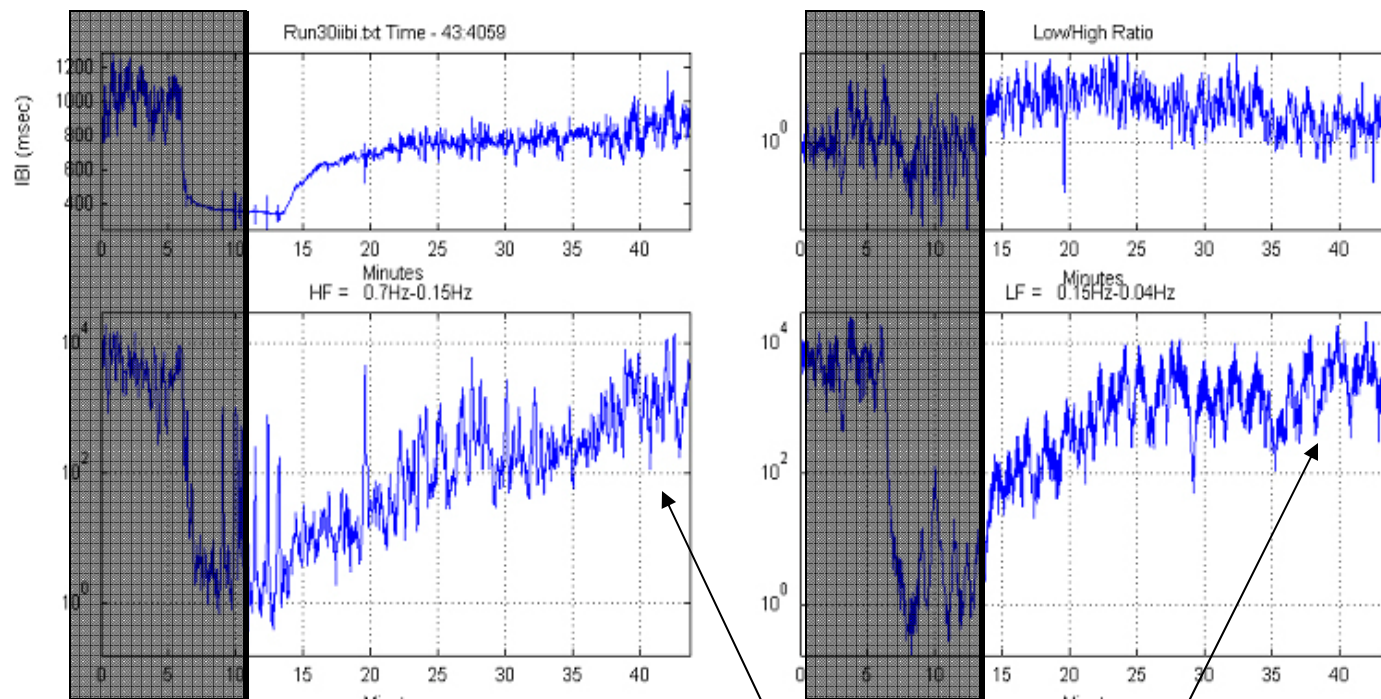 Run30iibi.txt Time - 43:4059
1200
1000
800
600
400
IBI (msec)
0 5 10 15 20 25 30 35 40
Minutes
Low/High Ratio
10^0
0 5 10 15 20 25 30 35 40
Minutes
HF = 0.7Hz-0.15Hz
10^4
10^2
10^0
0 5 10 15 20 25 30 35 40
LF = 0.15Hz-0.04Hz
10^4
10^2
10^0
0 5 10 15 20 25 30 35 40